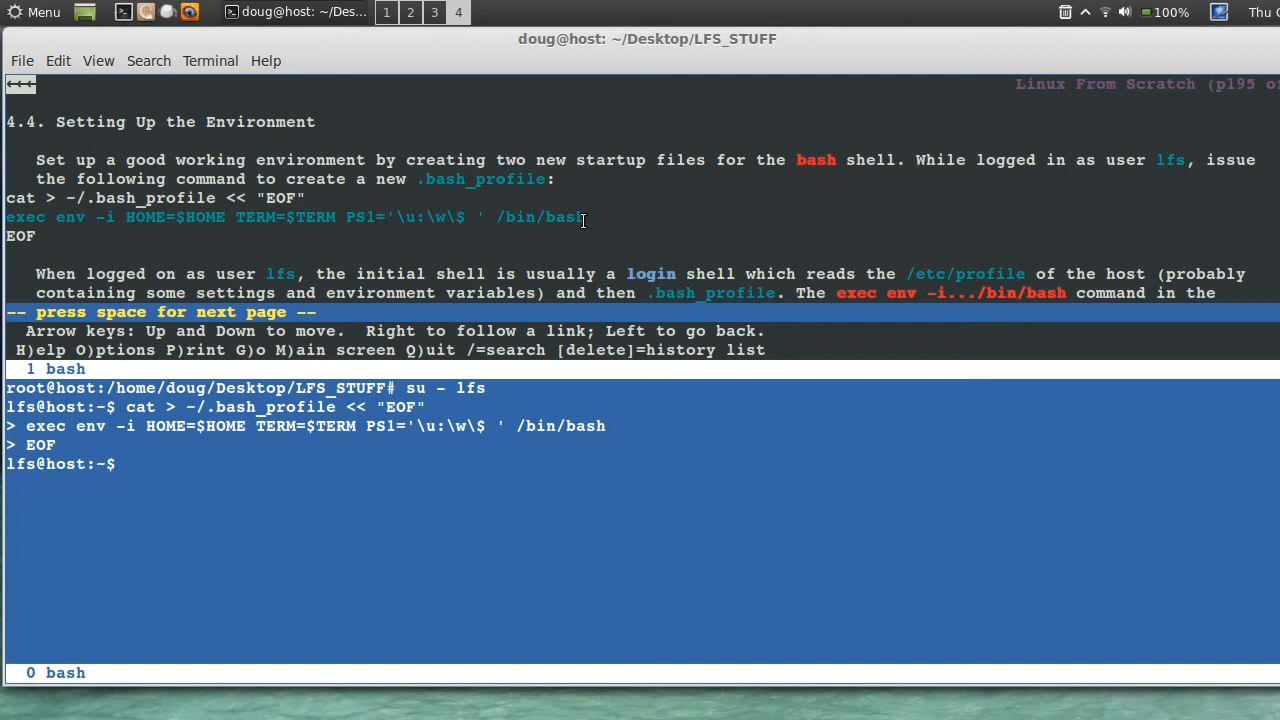 Menu doug@host: ~/Des... 1 2 3 4 100% Thu
doug@host: ~/Desktop/LFS_STUFF
File Edit View Search Terminal Help
←←← Linux From Scratch (p195 of
4.4. Setting Up the Environment
Set up a good working environment by creating two new startup files for the bash shell. While logged in as user lfs, issue
the following command to create a new .bash_profile:
cat > ~/.bash_profile << "EOF"
exec env -i HOME=$HOME TERM=$TERM PS1='\u:\w\$ ' /bin/bash
EOF
When logged on as user lfs, the initial shell is usually a login shell which reads the /etc/profile of the host (probably
containing some settings and environment variables) and then .bash_profile. The exec env -i.../bin/bash command in the
-- press space for next page --
Arrow keys: Up and Down to move. Right to follow a link; Left to go back.
H)elp O)ptions P)rint G)o M)ain screen Q)uit /=search [delete]=history list
1 bash
root@host:/home/doug/Desktop/LFS_STUFF# su - lfs
lfs@host:~$ cat > ~/.bash_profile << "EOF"
> exec env -i HOME=$HOME TERM=$TERM PS1='\u:\w\$ ' /bin/bash
> EOF
lfs@host:~$
0 bash